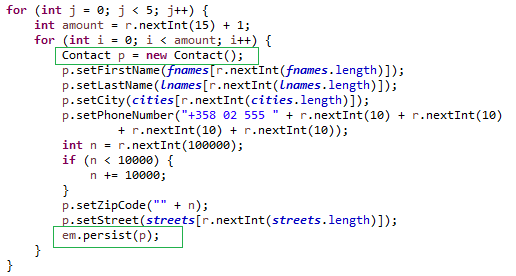 for (int j = 0; j < 5; j++) {
    int amount = r.nextInt(15) + 1;
    for (int i = 0; i < amount; i++) {
        Contact p = new Contact();
        p.setFirstName(fnames[r.nextInt(fnames.length)]);
        p.setLastName(lnames[r.nextInt(lnames.length)]);
        p.setCity(cities[r.nextInt(cities.length)]);
        p.setPhoneNumber("+358 02 555 " + r.nextInt(10) + r.nextInt(10)
                + r.nextInt(10) + r.nextInt(10));
        int n = r.nextInt(100000);
        if (n < 10000) {
            n += 10000;
        }
        p.setZipCode("" + n);
        p.setStreet(streets[r.nextInt(streets.length)]);
        em.persist(p);
    }
}